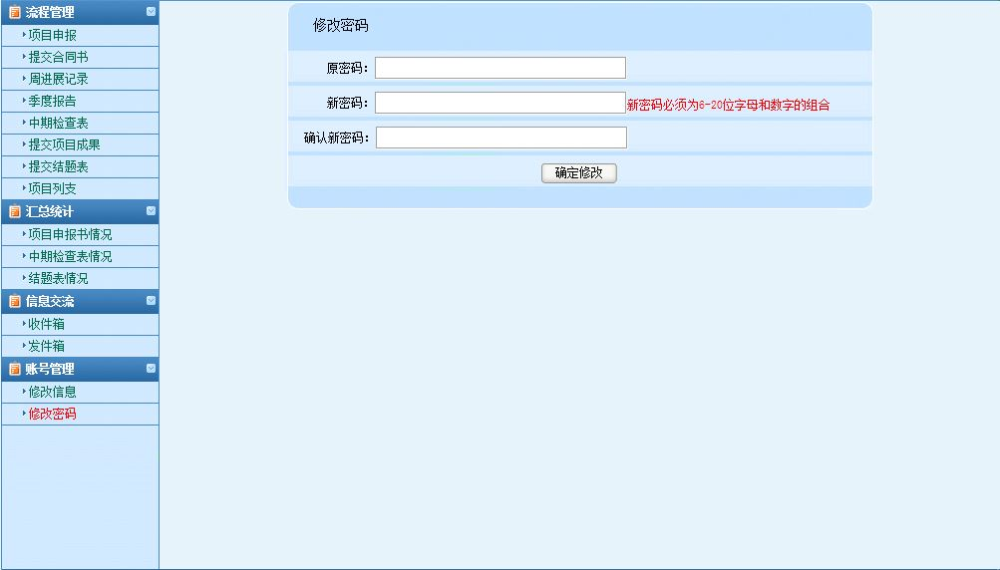 流程管理
项目申报
提交合同书
周进展记录
季度报告
中期检查表
提交项目成果
提交结题表
项目列支
汇总统计
项目申报书情况
中期检查表情况
结题表情况
信息交流
收件箱
发件箱
账号管理
修改信息
修改密码
修改密码
原密码：
新密码： 新密码必须为6-20位字母和数字的组合
确认新密码：
确定修改